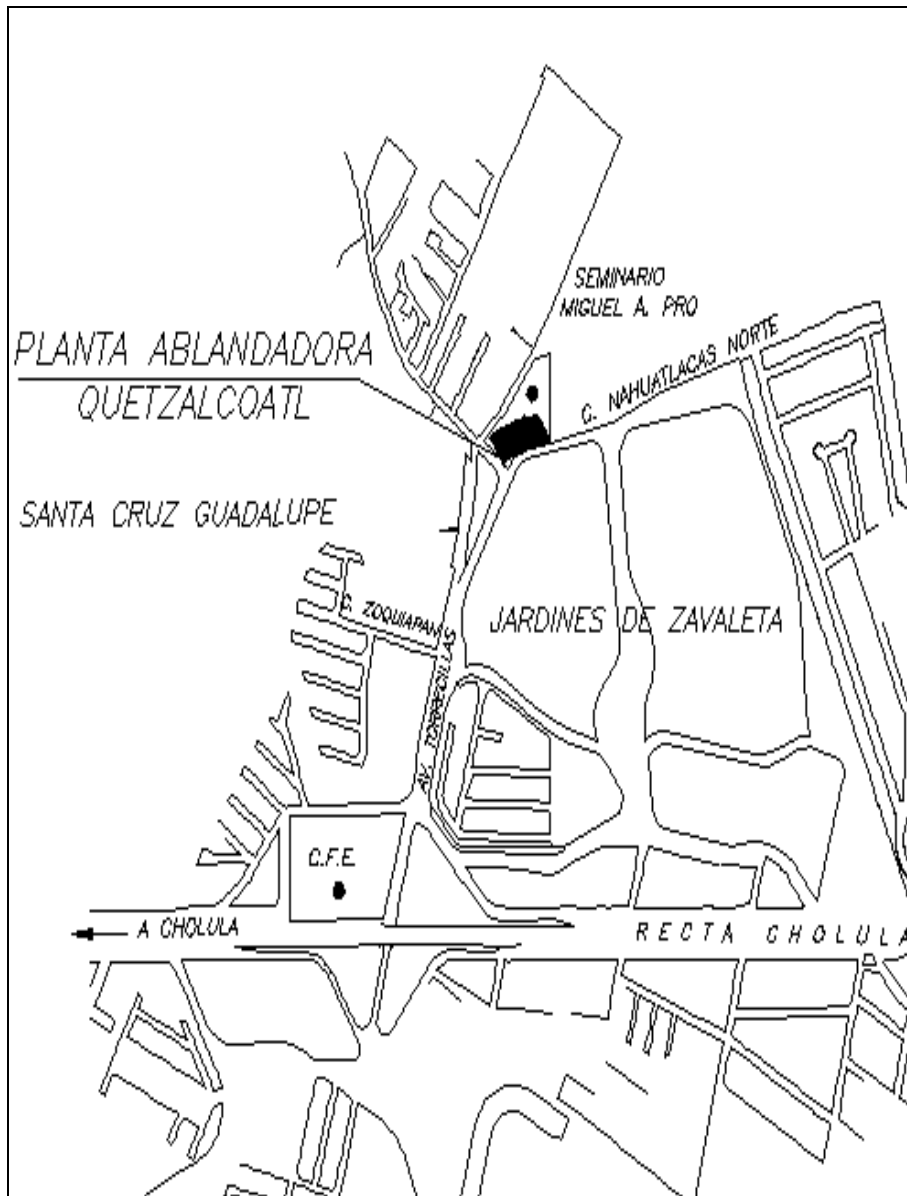 SEMINARIO
MIGUEL A. PRO
PLANTA ABLANDADORA
QUETZALCOATL
C. NAHUATLACAS NORTE
SANTA CRUZ GUADALUPE
C. ZOQUIAPAN
JARDINES DE ZAVALETA
AV. TORRECILLAS
C.F.E.
A CHOLULA
RECTA CHOLULA